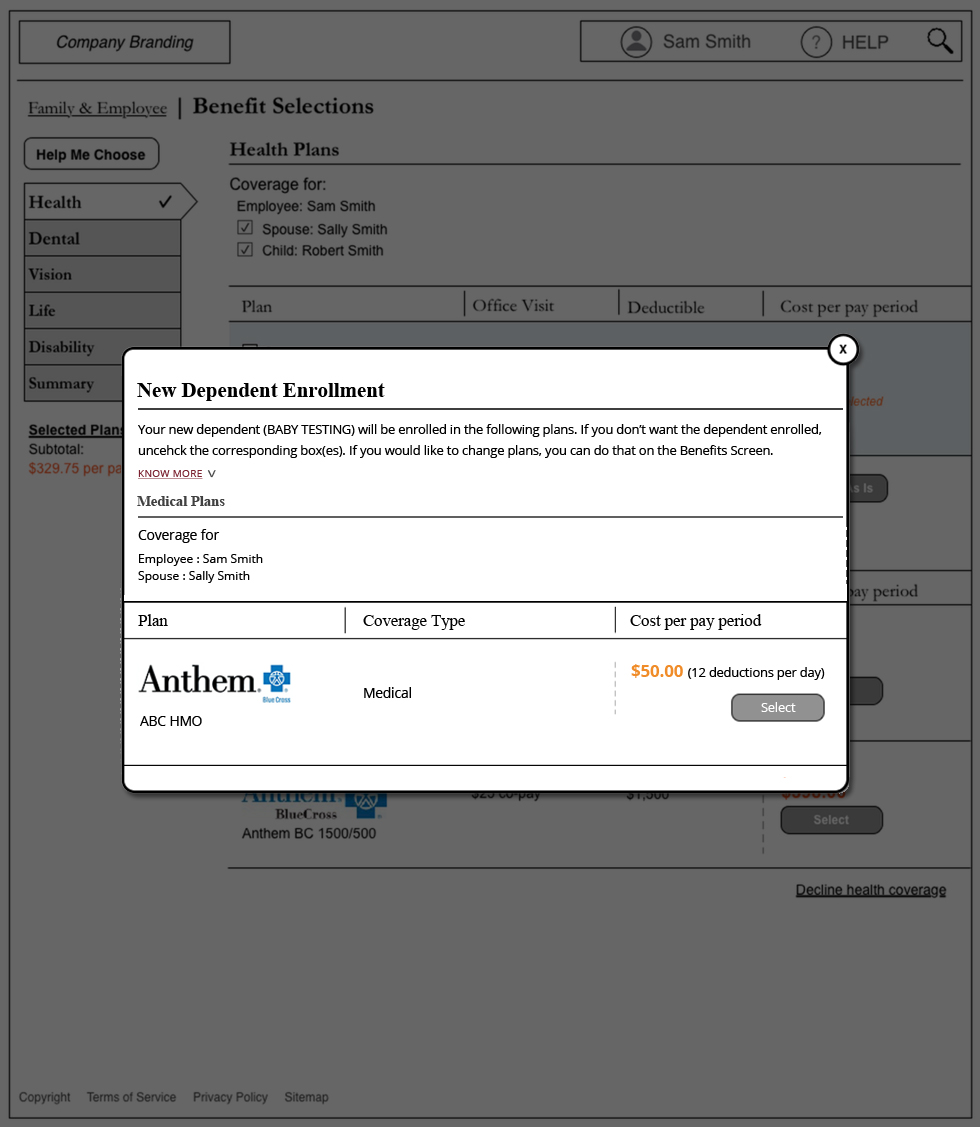 Company Branding
Sam Smith
?
HELP
Family & Employee | Benefit Selections
Help Me Choose
Health
Dental
Vision
Life
Disability
Summary
Selected Plans
Subtotal:
$329.75 per pa
Health Plans
Coverage for:
Employee: Sam Smith
Spouse: Sally Smith
Child: Robert Smith
Plan
Office Visit
Deductible
Cost per pay period
lected
As Is
pay period
X
New Dependent Enrollment
Your new dependent (BABY TESTING) will be enrolled in the following plans. If you don’t want the dependent enrolled,
uncehck the corresponding box(es). If you would like to change plans, you can do that on the Benefits Screen.
KNOW MORE V
Medical Plans
Coverage for
Employee : Sam Smith
Spouse : Sally Smith
Plan
Coverage Type
Cost per pay period
Anthem.
Blue Cross
ABC HMO
Medical
$50.00 (12 deductions per day)
Select
Anthem
BlueCross
Anthem BC 1500/500
$25 co-pay
$1,500
Select
Decline health coverage
Copyright
Terms of Service
Privacy Policy
Sitemap